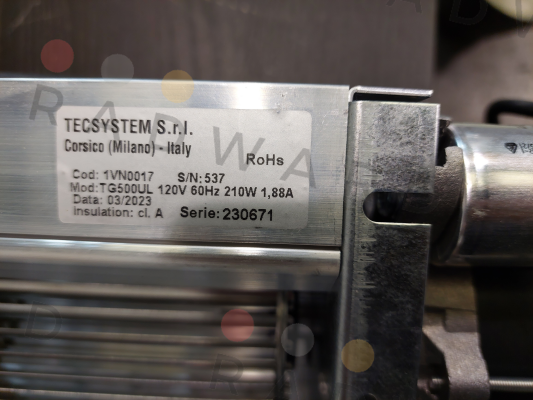 TECSYSTEM S.r.l.
Corsico (Milano) - Italy
RoHs
Cod: 1VN0017 S/N: 537
Mod:TG500UL 120V 60Hz 210W 1,88A
Data: 03/2023
Insulation: cl. A Serie: 230671
RADWAY